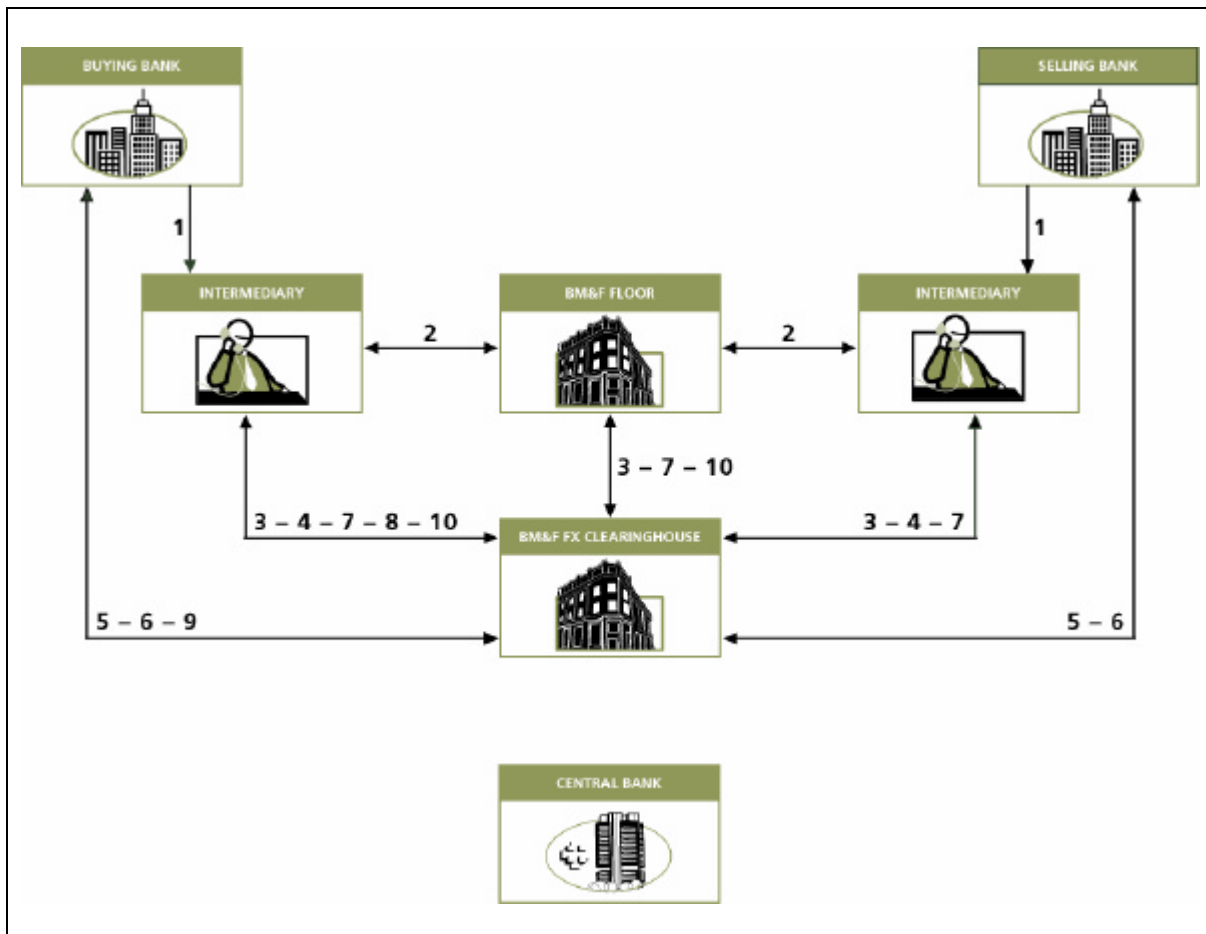 BUYING BANK
SELLING BANK
1
1
INTERMEDIARY
BM&F FLOOR
INTERMEDIARY
2
2
3 – 7 – 10
3 – 4 – 7 – 8 – 10
3 – 4 – 7
BM&F FX CLEARINGHOUSE
5 – 6 – 9
5 – 6
CENTRAL BANK